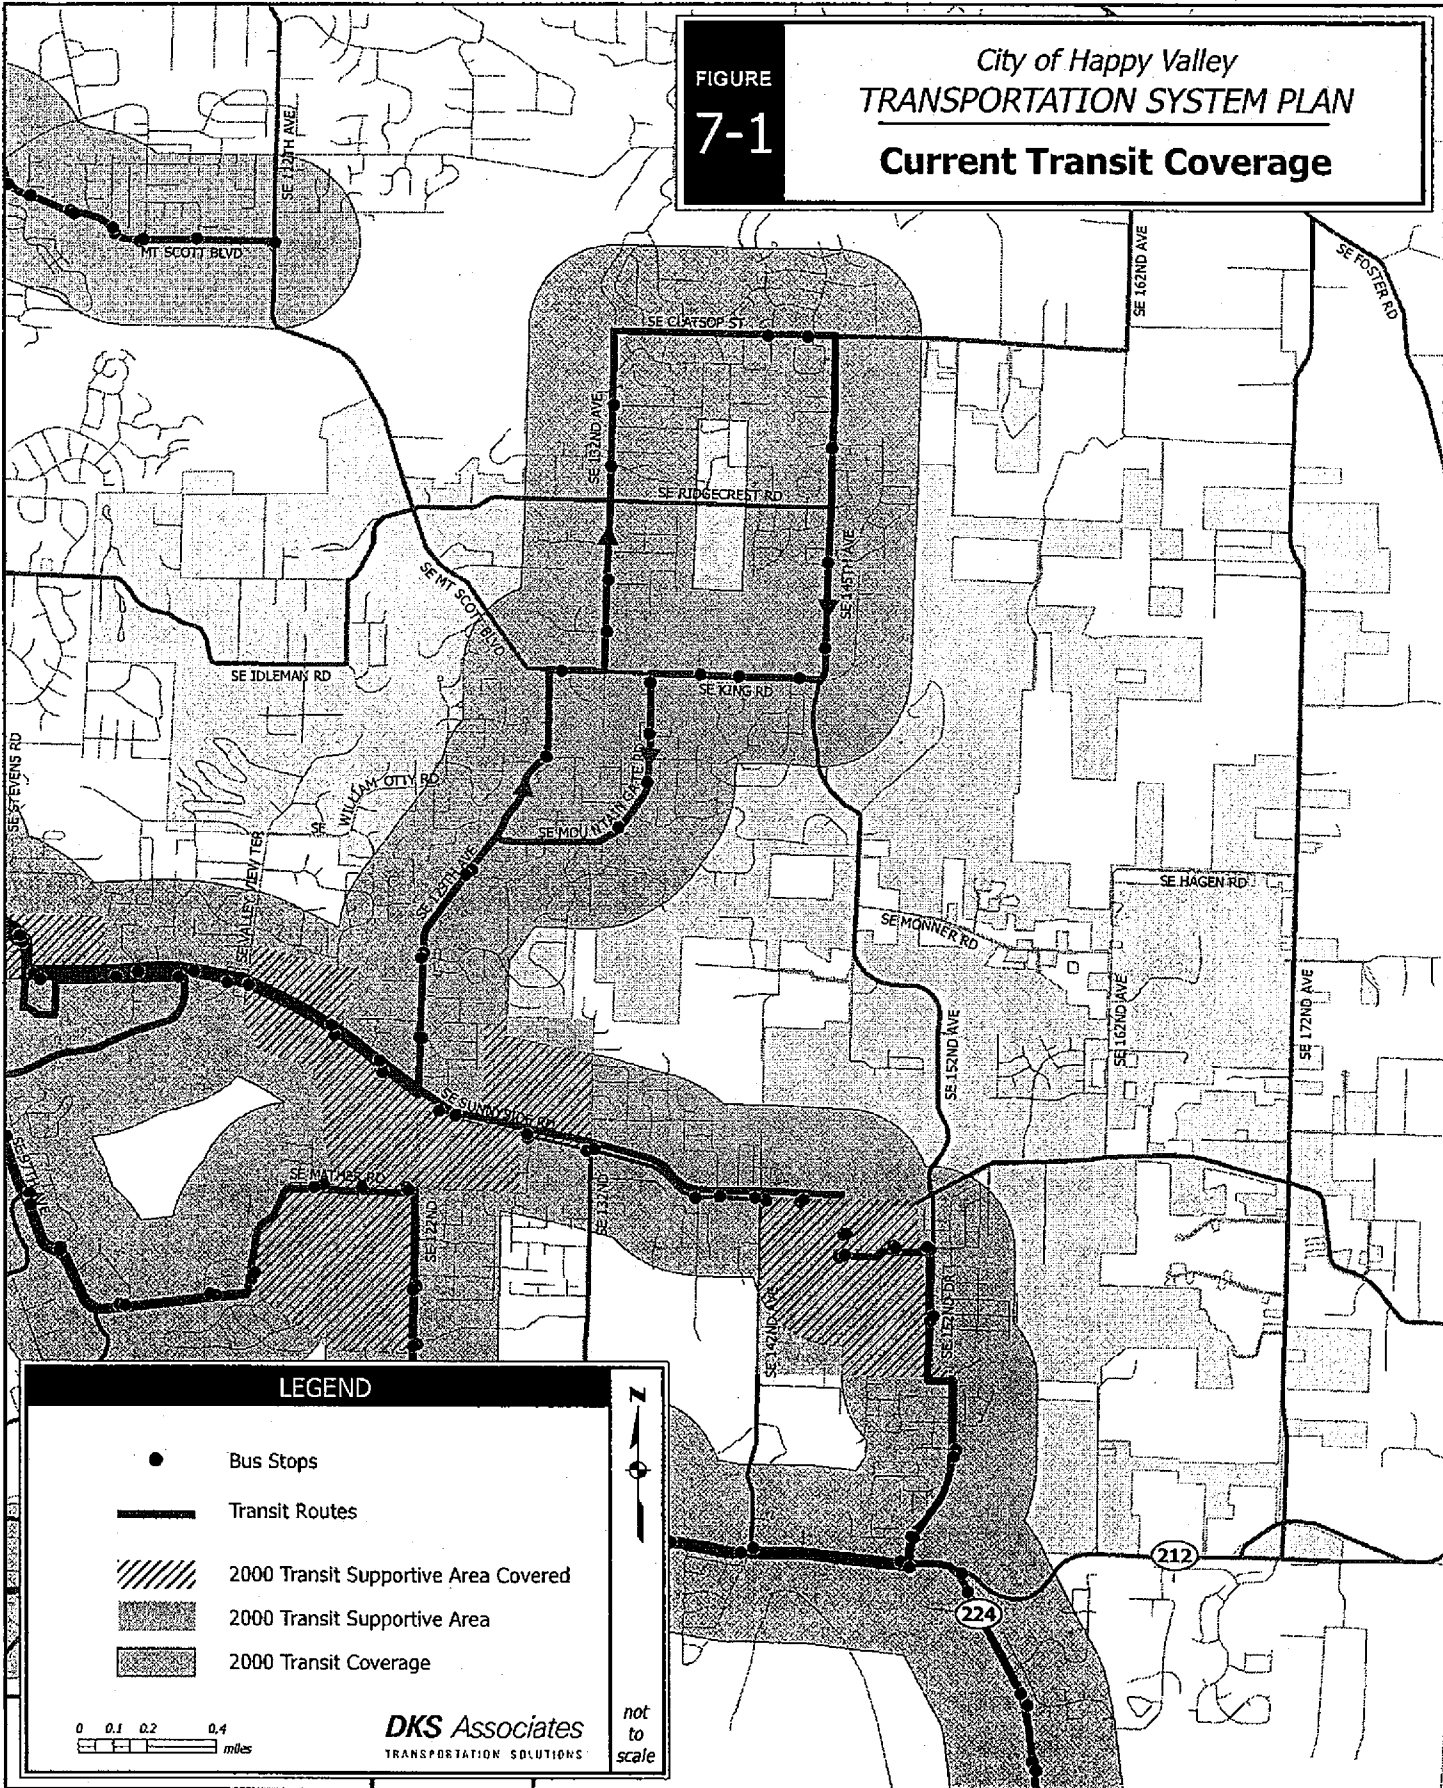 FIGURE
7-1
City of Happy Valley
TRANSPORTATION SYSTEM PLAN
Current Transit Coverage
SE 112TH AVE
MT SCOTT BLVD
SE 162ND AVE
SE FOSTER RD
SE CLATSOP ST
SE 132ND AVE
SE RIDGECREST RD
SE 145TH AVE
SE MT SCOTT BLVD
SE IDLEMAN RD
SE KING RD
SE STEVENS RD
SE
WILLIAM OTTY RD
SE MOUNTAIN GATE RD
SE VALLEY VIEW TER
SE 129TH AVE
SE HAGEN RD
SE MONNER RD
SE 162ND AVE
SE 172ND AVE
SE 152ND AVE
SE SUNNYSIDE RD
SE MATHER RD
SE 122ND
SE 137ND
SE 142ND AVE
SE 152ND DR
212
224
LEGEND
Bus Stops
Transit Routes
2000 Transit Supportive Area Covered
2000 Transit Supportive Area
2000 Transit Coverage
0 0.1 0.2 0.4
miles
DKS Associates
TRANSPORTATION SOLUTIONS
N
not
to
scale